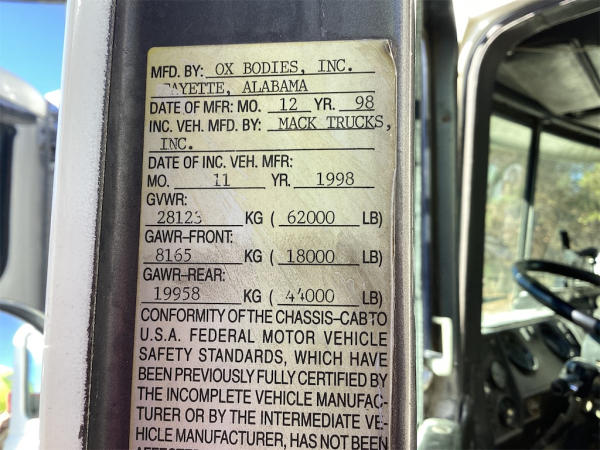 MFD. BY: OX BODIES, INC.
AYETTE, ALABAMA
DATE OF MFR: MO. 12 YR. 98
INC. VEH. MFD. BY: MACK TRUCKS,
INC.
DATE OF INC. VEH. MFR:
MO. 11 YR. 1998
GVWR:
28123 KG ( 62000 LB)
GAWR-FRONT:
8165 KG ( 18000 LB)
GAWR-REAR:
19958 KG ( 44000 LB)
CONFORMITY OF THE CHASSIS-CAB TO
U.S.A. FEDERAL MOTOR VEHICLE
SAFETY STANDARDS, WHICH HAVE
BEEN PREVIOUSLY FULLY CERTIFIED BY
THE INCOMPLETE VEHICLE MANUFAC-
TURER OR BY THE INTERMEDIATE VE-
HICLE MANUFACTURER, HAS NOT BEEN